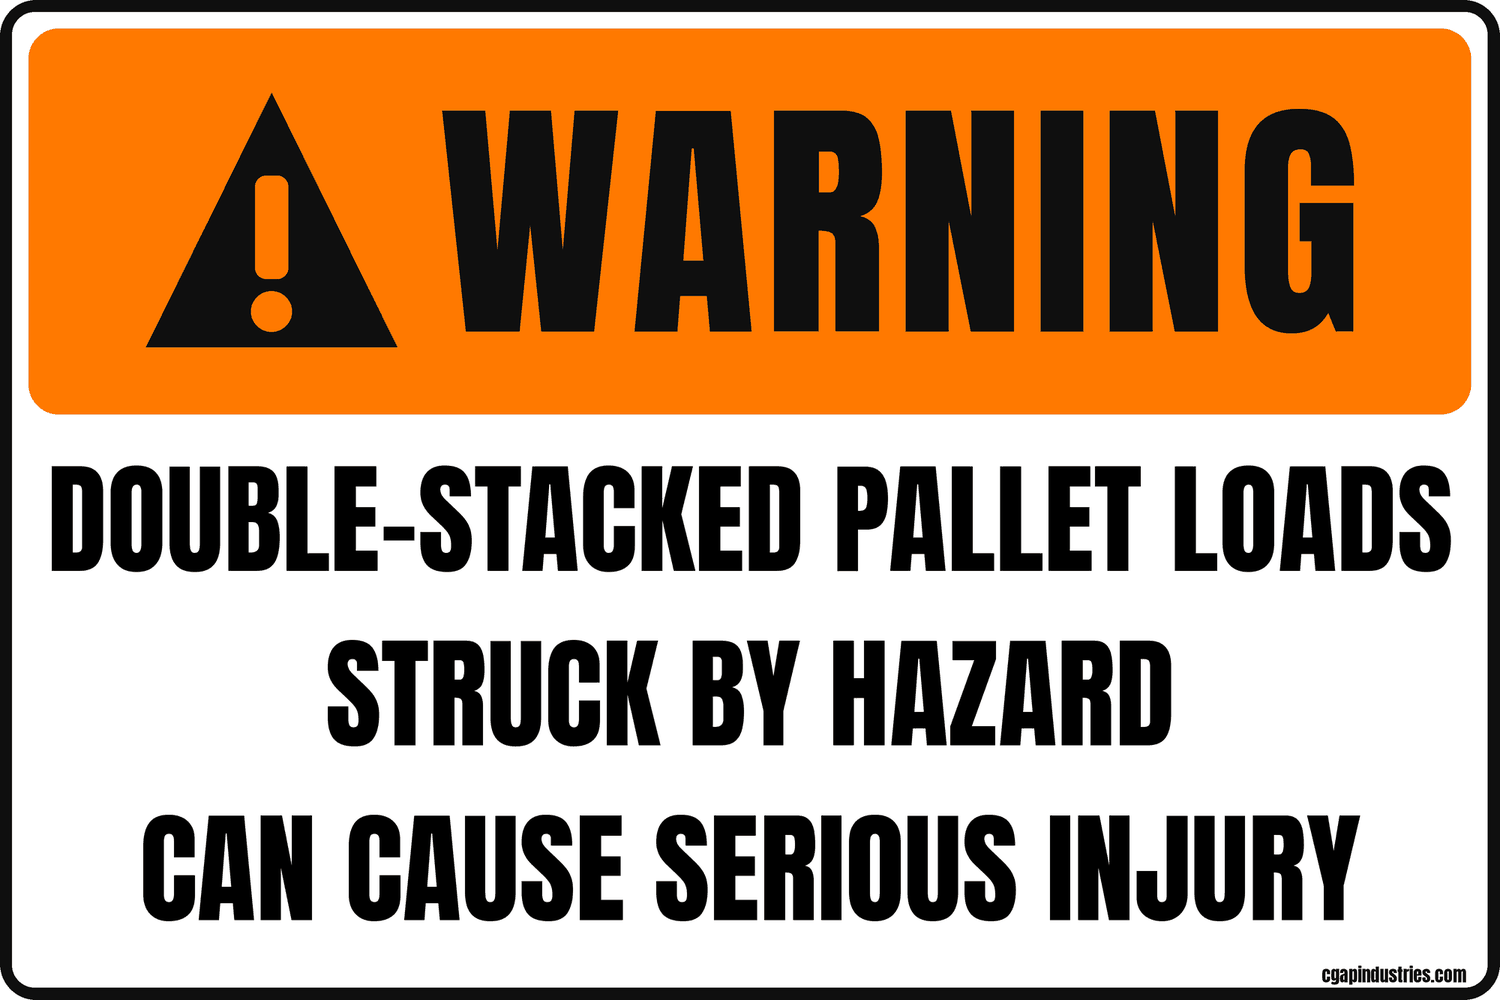 WARNING
DOUBLE-STACKED PALLET LOADS
STRUCK BY HAZARD
CAN CAUSE SERIOUS INJURY
cgapindustries.com